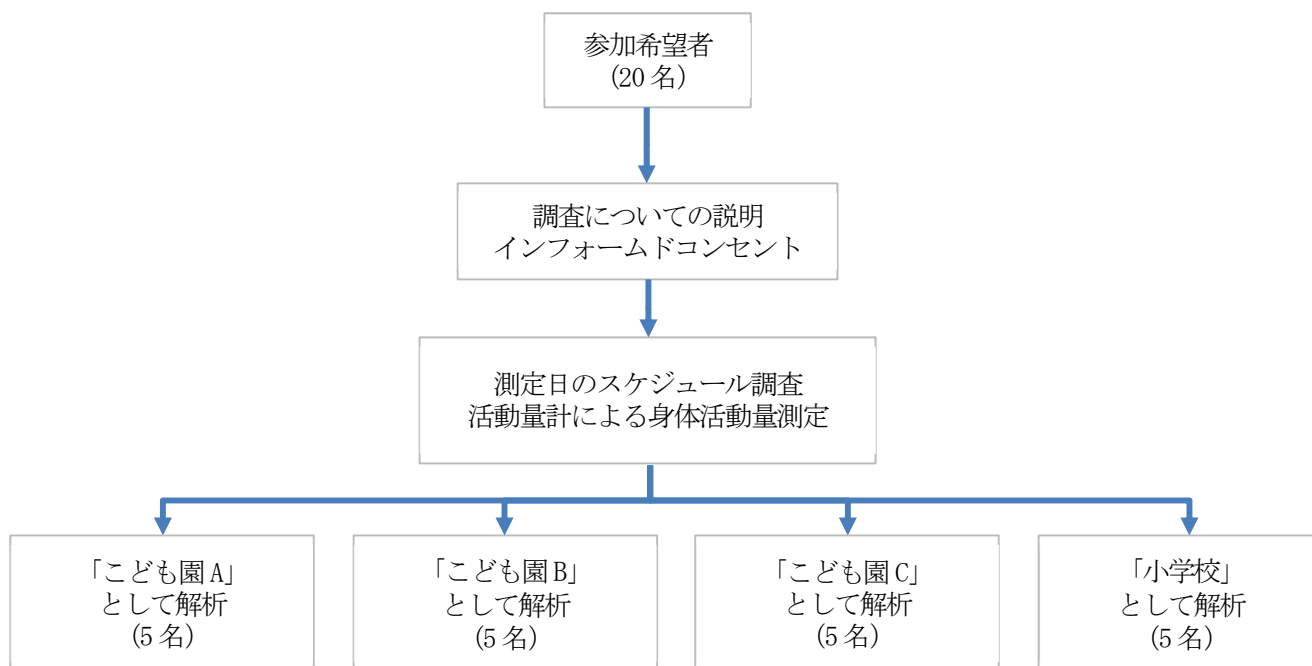 参加希望者
(20名)
調査についての説明
インフォームドコンセント
測定日のスケジュール調査
活動量計による身体活動量測定
「こども園A」
として解析
(5名)
「こども園B」
として解析
(5名)
「こども園C」
として解析
(5名)
「小学校」
として解析
(5名)